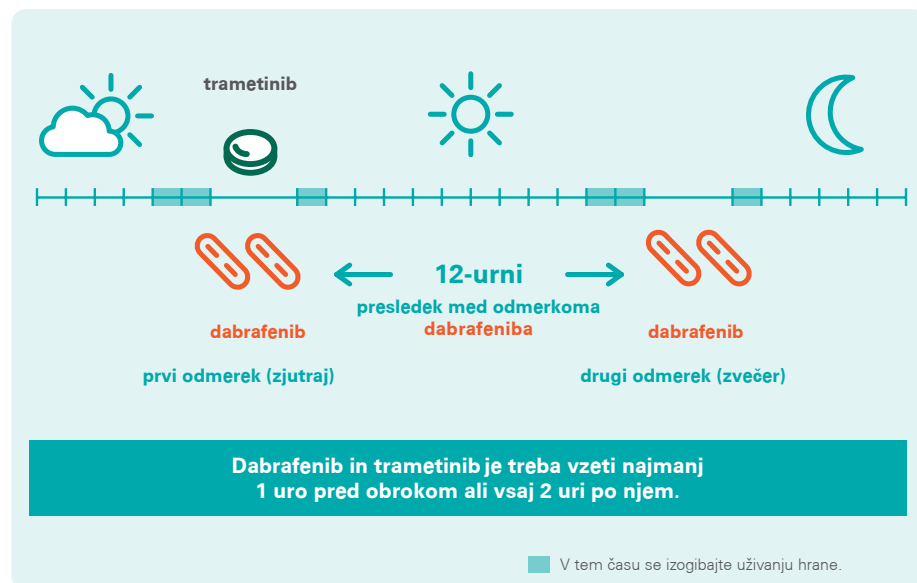 trametinib
12-urni
presledek med odmerkoma
dabrafeniba
dabrafenib
dabrafenib
prvi odmerek (zjutraj)
drugi odmerek (zvečer)
Dabrafenib in trametinib je treba vzeti najmanj
1 uro pred obrokom ali vsaj 2 uri po njem.
V tem času se izogibajte uživanju hrane.